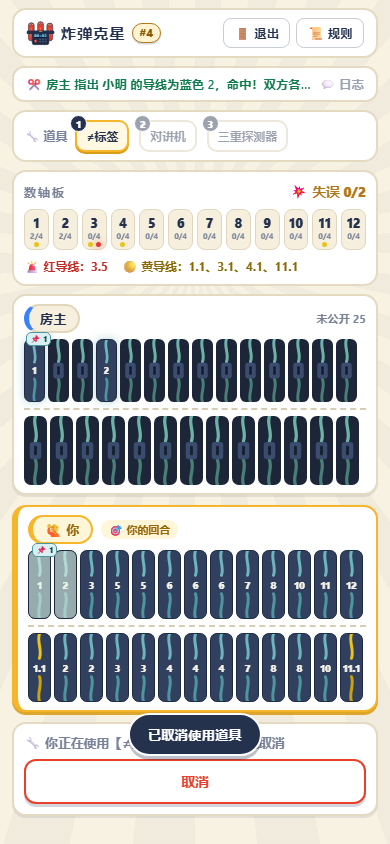 炸弹克星 #4 退出 规则
房主 指出 小明 的导线为蓝色 2，命中！双方各... 日志
道具 1 ≠标签 2 对讲机 3 三重探测器
数轴板 失误 0/2
1 2 3 4 5 6 7 8 9 10 11 12
2/4 2/4 0/4 0/4 0/4 0/4 0/4 0/4 0/4 0/4 0/4 0/4
红导线：3.5 黄导线：1.1、3.1、4.1、11.1
房主 未公开 25
1
1 2
你 你的回合
1
1 2 3 5 5 6 6 6 7 8 10 11 12
1.1 2 2 3 3 4 4 4 7 8 8 10 11.1
已取消使用道具
你正在使用【≠ 取消
取消